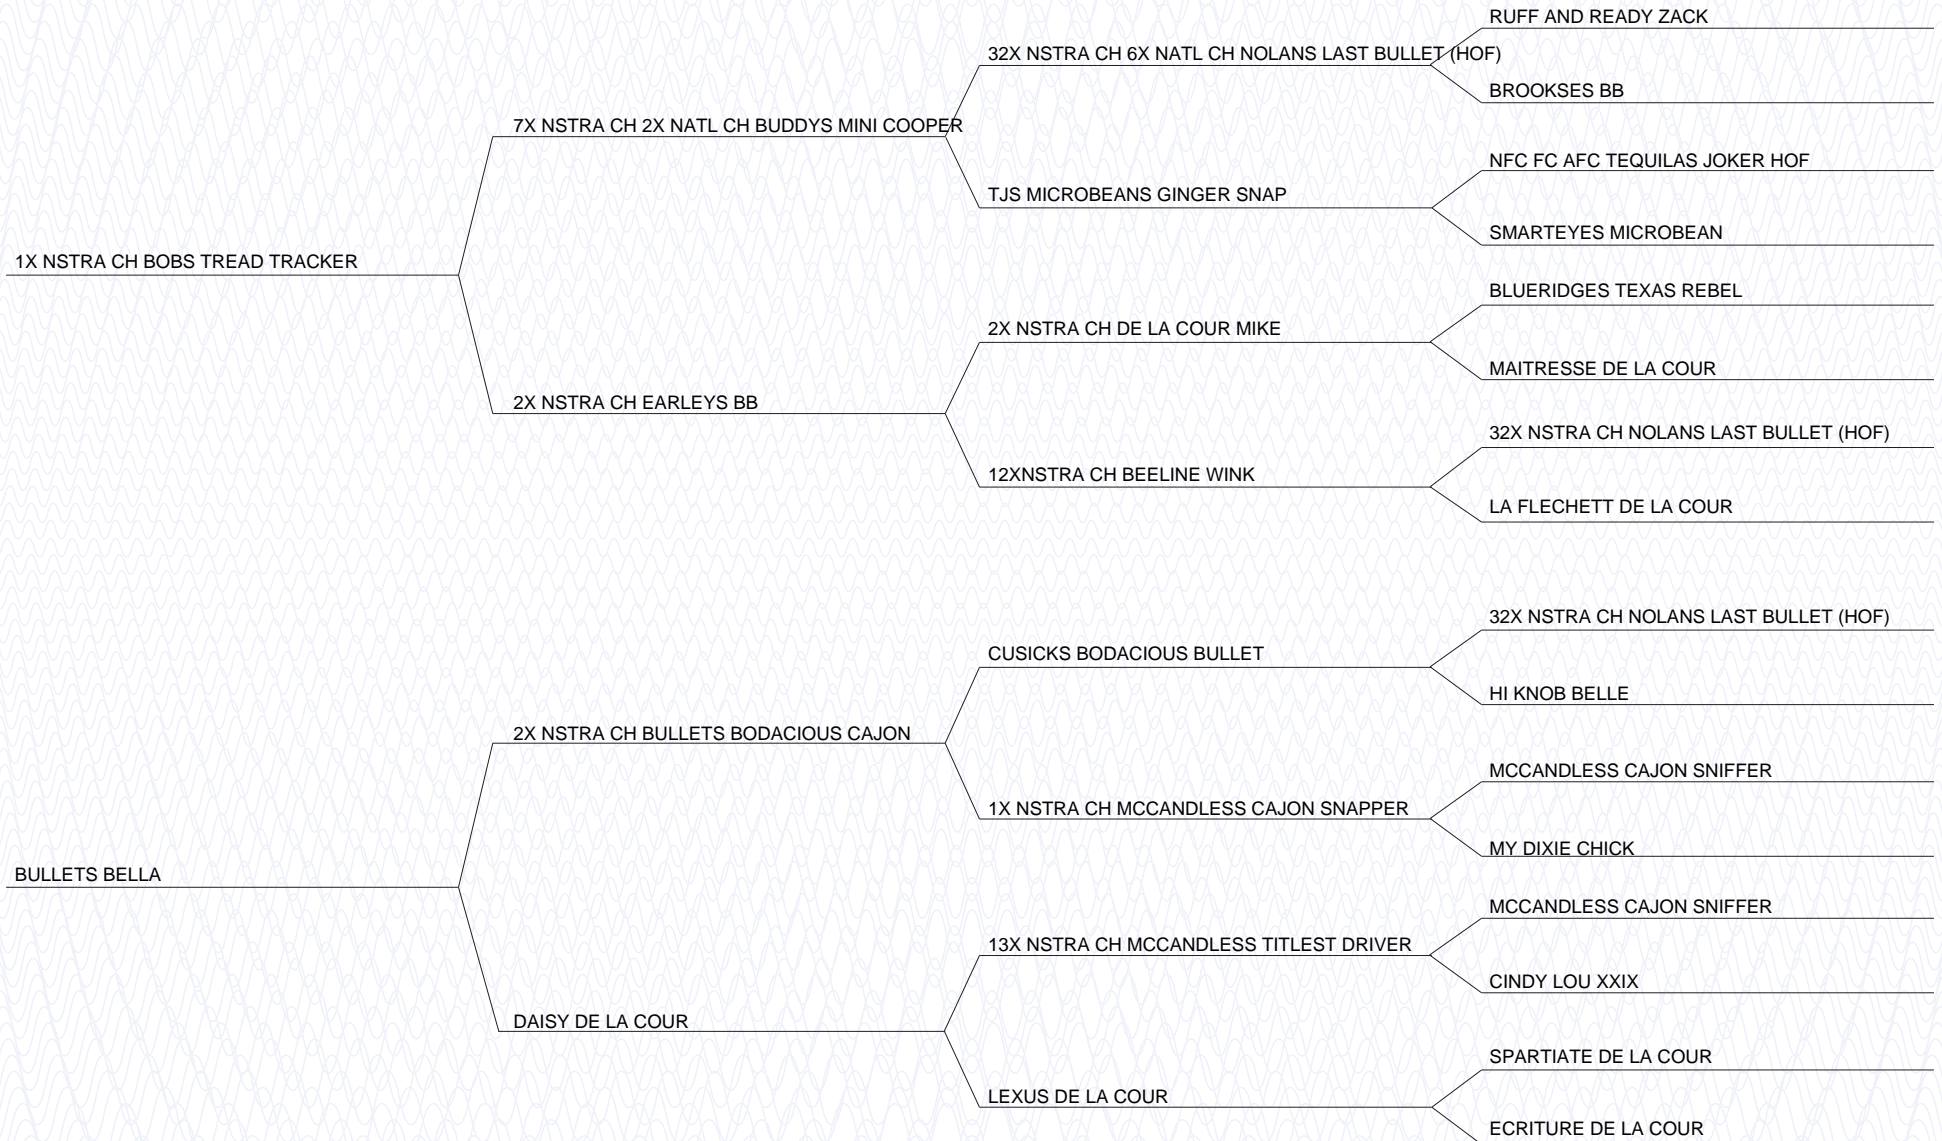 RUFF AND READY ZACK
32X NSTRA CH 6X NATL CH NOLANS LAST BULLET (HOF)
BROOKSES BB
7X NSTRA CH 2X NATL CH BUDDYS MINI COOPER
NFC FC AFC TEQUILAS JOKER HOF
TJS MICROBEANS GINGER SNAP
SMARTEYES MICROBEAN
1X NSTRA CH BOBS TREAD TRACKER
BLUERIDGES TEXAS REBEL
2X NSTRA CH DE LA COUR MIKE
MAITRESSE DE LA COUR
2X NSTRA CH EARLEYS BB
32X NSTRA CH NOLANS LAST BULLET (HOF)
12XNSTRA CH BEELINE WINK
LA FLECHETT DE LA COUR
32X NSTRA CH NOLANS LAST BULLET (HOF)
CUSICKS BODACIOUS BULLET
HI KNOB BELLE
2X NSTRA CH BULLETS BODACIOUS CAJON
MCCANDLESS CAJON SNIFFER
1X NSTRA CH MCCANDLESS CAJON SNAPPER
MY DIXIE CHICK
BULLETS BELLA
MCCANDLESS CAJON SNIFFER
13X NSTRA CH MCCANDLESS TITLEST DRIVER
CINDY LOU XXIX
DAISY DE LA COUR
SPARTIATE DE LA COUR
LEXUS DE LA COUR
ECRITURE DE LA COUR